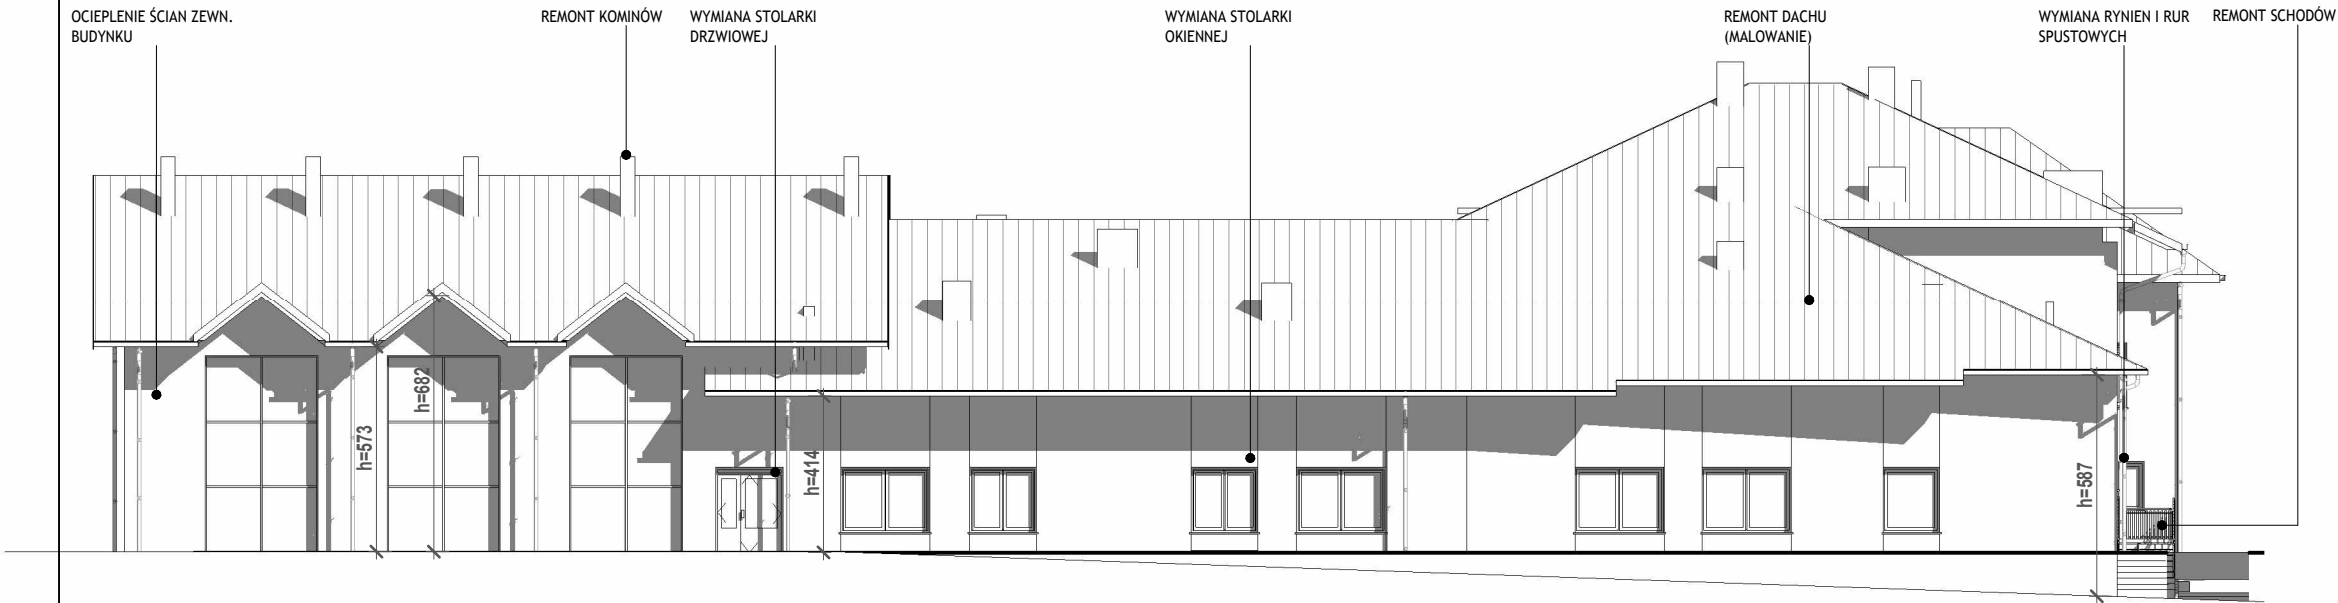 OCIEPLENIE ŚCIAN ZEWN.
BUDYNKU
REMONT KOMINÓW
WYMIANA STOLARKI
DRZWIOWEJ
WYMIANA STOLARKI
OKIENNEJ
REMONT DACHU
(MALOWANIE)
WYMIANA RYNIEN I RUR
SPUSTOWYCH
REMONT SCHODÓW
h=573
h=682
h=414
h=587